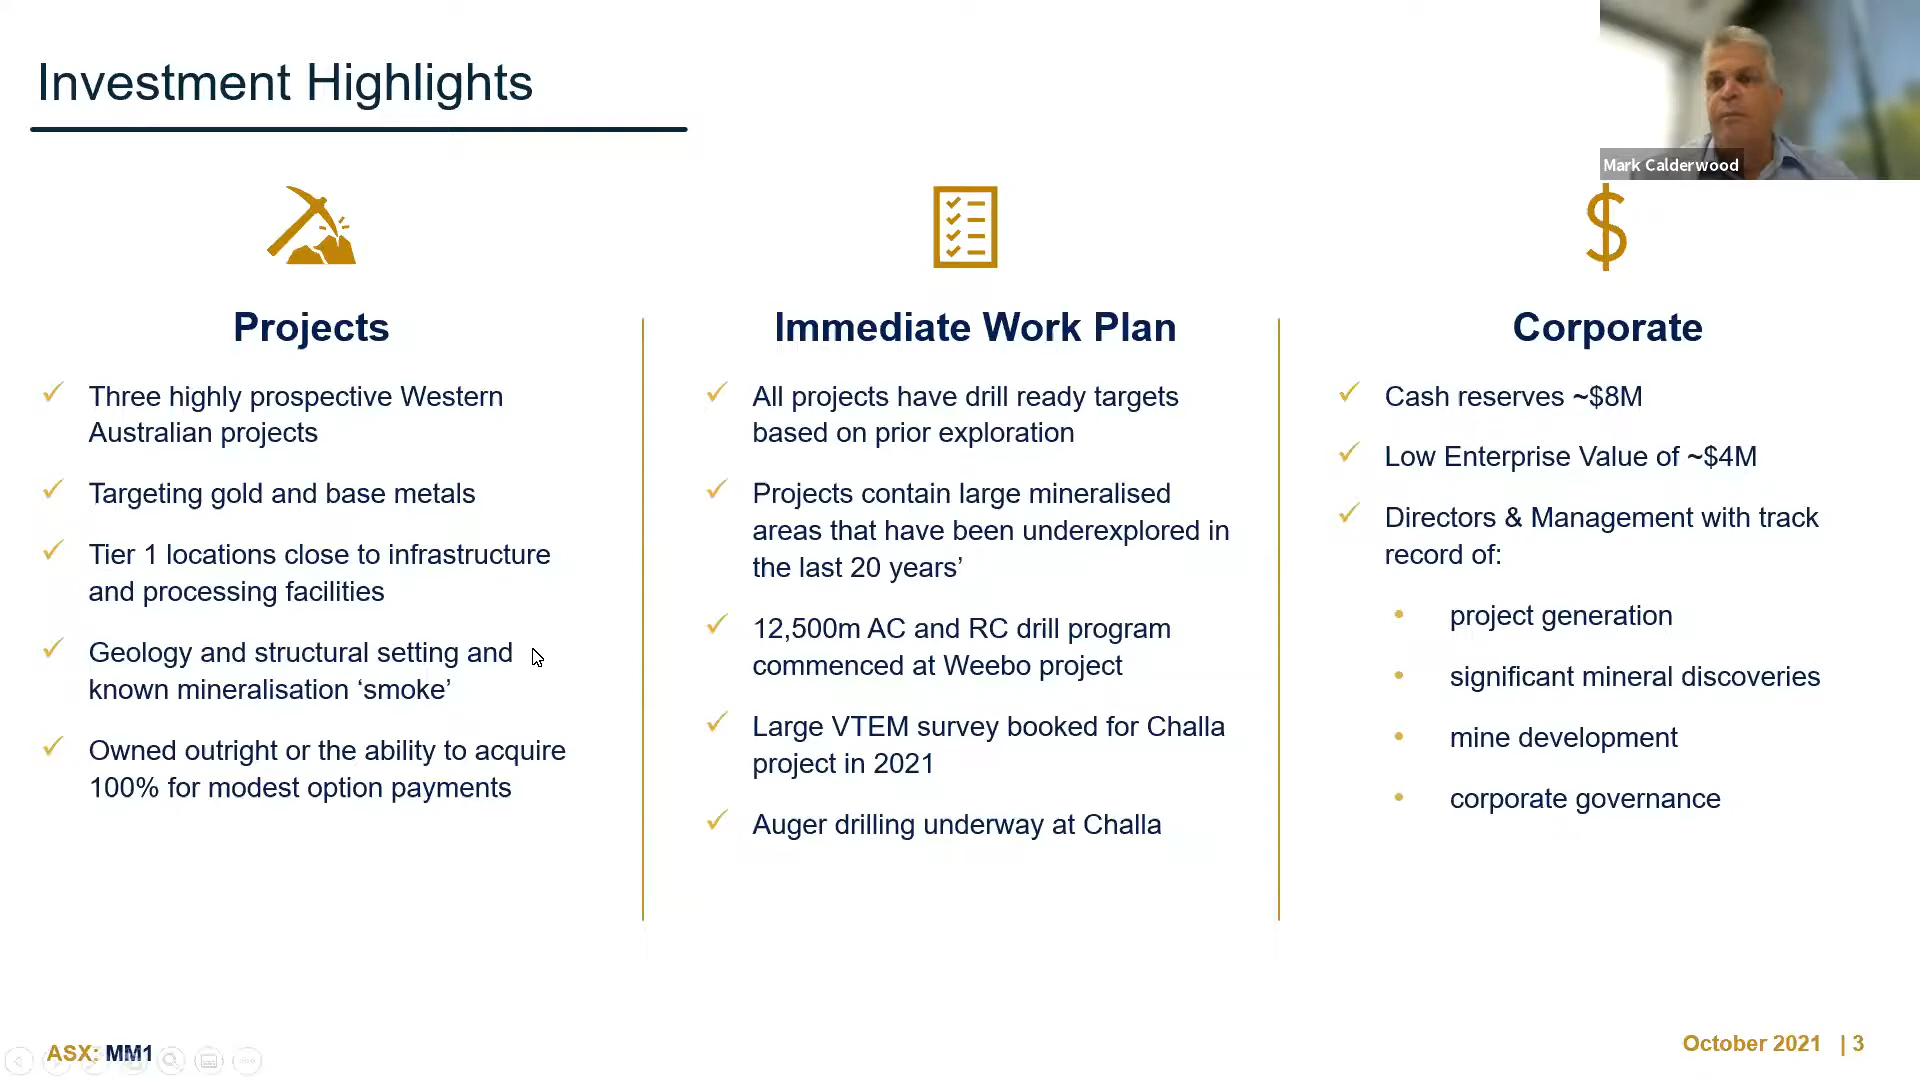 Investment Highlights
Mark Calderwood
$
Projects
Three highly prospective Western
Australian projects
Targeting gold and base metals
Tier 1 locations close to infrastructure
and processing facilities
Geology and structural setting and
known mineralisation ‘smoke’
Owned outright or the ability to acquire
100% for modest option payments
Immediate Work Plan
All projects have drill ready targets
based on prior exploration
Projects contain large mineralised
areas that have been underexplored in
the last 20 years’
12,500m AC and RC drill program
commenced at Weebo project
Large VTEM survey booked for Challa
project in 2021
Auger drilling underway at Challa
Corporate
Cash reserves ~$8M
Low Enterprise Value of ~$4M
Directors & Management with track
record of:
• project generation
• significant mineral discoveries
• mine development
• corporate governance
ASX: MM1
October 2021 | 3